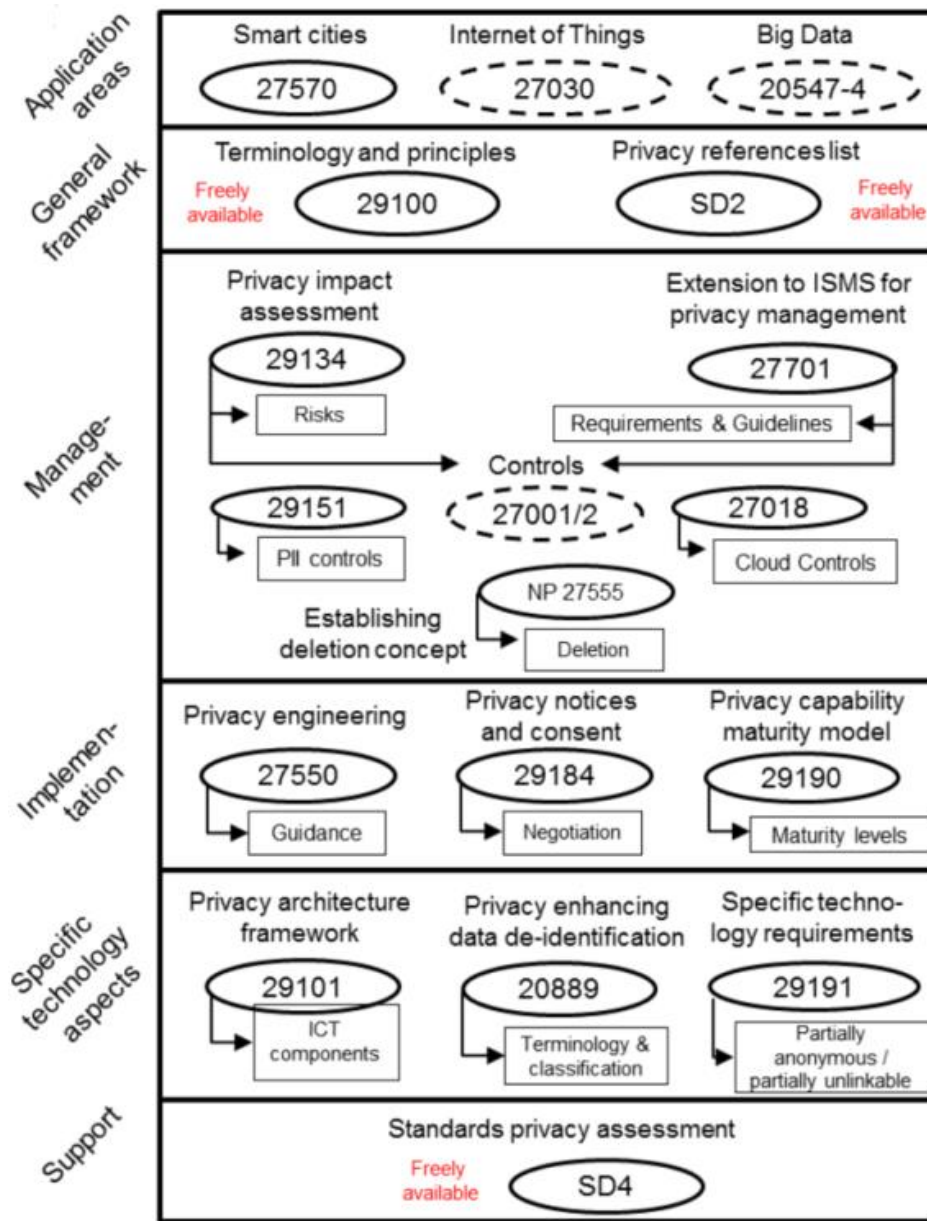 Application
areas
Smart cities
27570
Internet of Things
27030
Big Data
20547-4
General
framework
Terminology and principles
Freely
available
29100
Privacy references list
SD2
Freely
available
Manage-
ment
Privacy impact
assessment
29134
Risks
Extension to ISMS for
privacy management
27701
Requirements & Guidelines
Controls
27001/2
29151
PII controls
27018
Cloud Controls
NP 27555
Establishing
deletion concept
Deletion
Implemen-
tation
Privacy engineering
27550
Guidance
Privacy notices
and consent
29184
Negotiation
Privacy capability
maturity model
29190
Maturity levels
Specific
technology
aspects
Privacy architecture
framework
29101
ICT
components
Privacy enhancing
data de-identification
20889
Terminology &
classification
Specific techno-
logy requirements
29191
Partially
anonymous /
partially unlinkable
Support
Standards privacy assessment
Freely
available
SD4